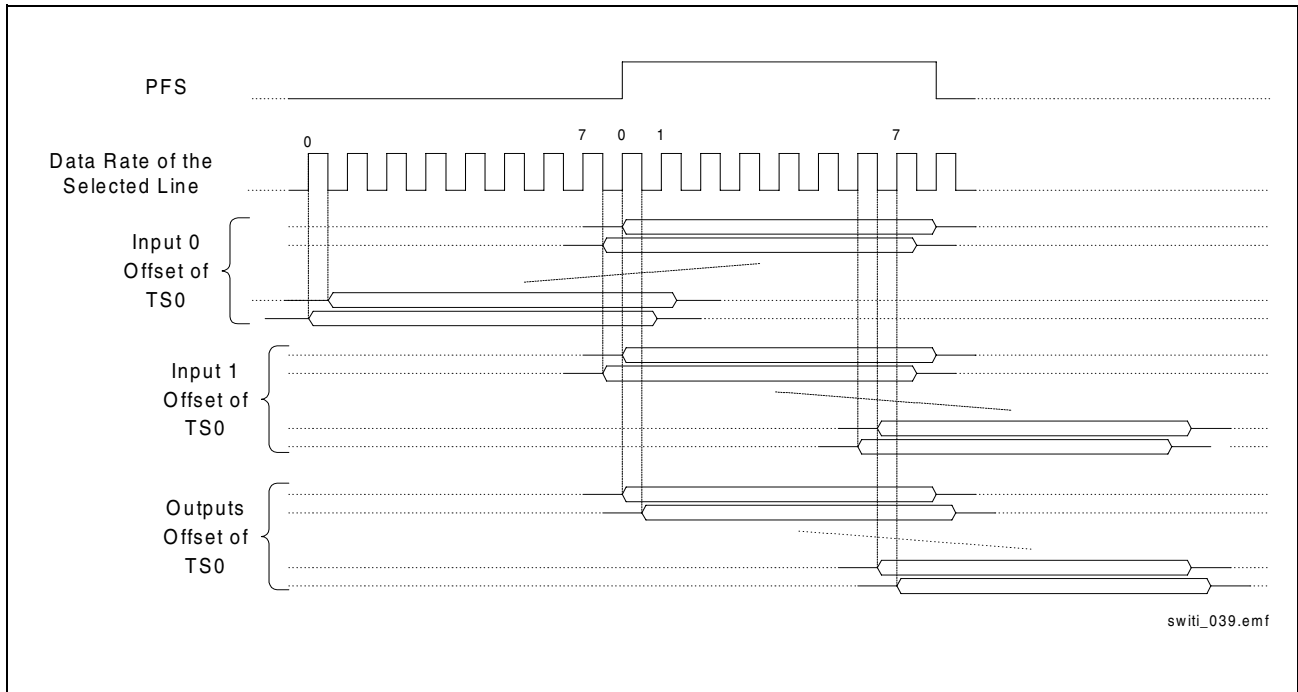 PFS
0 7 0 1 7
Data Rate of the
Selected Line
Input 0
Offset of
TS0
Input 1
Offset of
TS0
Outputs
Offset of
TS0
switi_039.emf